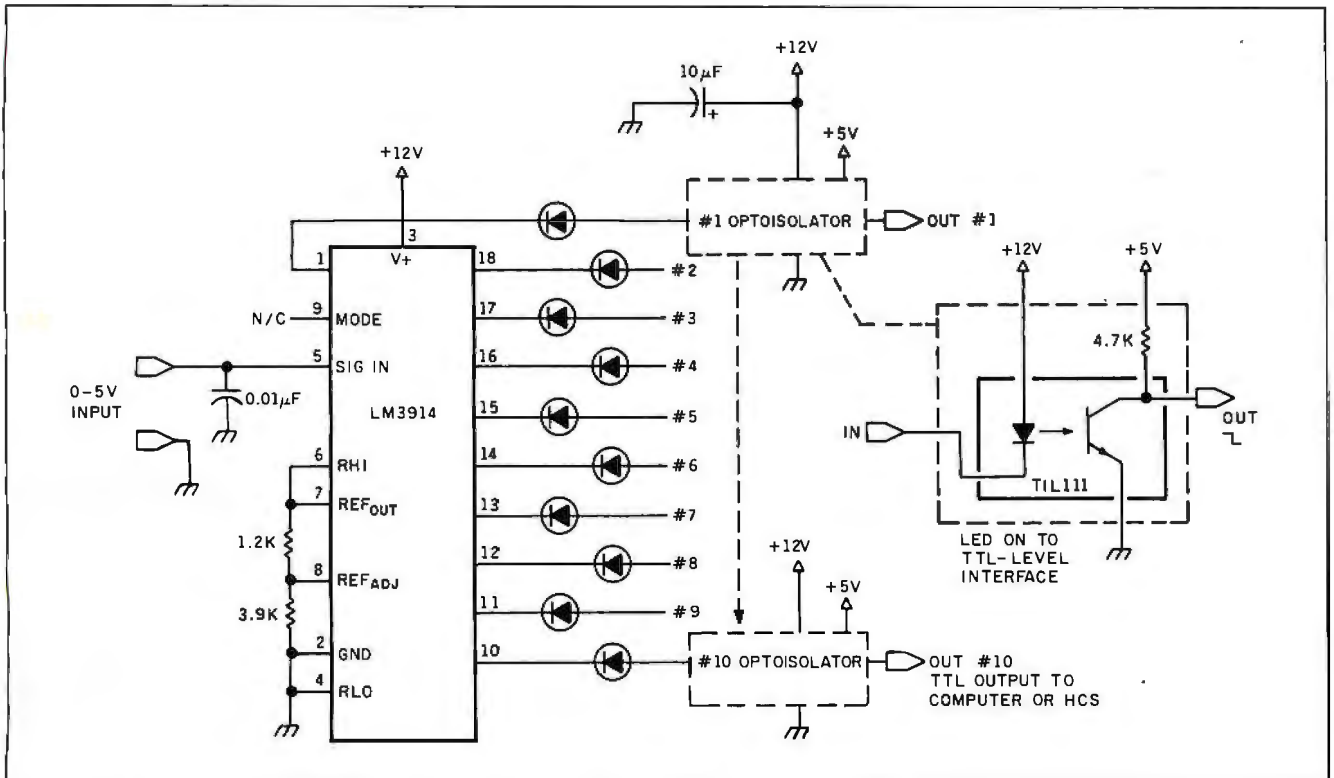 +12V
10µF
+
+5V
+12V
#1 OPTOISOLATOR
OUT #1
3
V+
1
18
#2
+12V
+5V
N/C
9
MODE
17
#3
4.7K
5
SIG IN
16
#4
0-5V
INPUT
0.01µF
LM3914
15
#5
IN
OUT
6
RHI
14
#6
TIL111
7
REFOUT
13
#7
LED ON TO
TTL-LEVEL
INTERFACE
1.2K
12
#8
+12V
8
REFADJ
+5V
11
#9
3.9K
2
GND
10
#10 OPTOISOLATOR
OUT #10
TTL OUTPUT TO
COMPUTER OR HCS
4
RLO